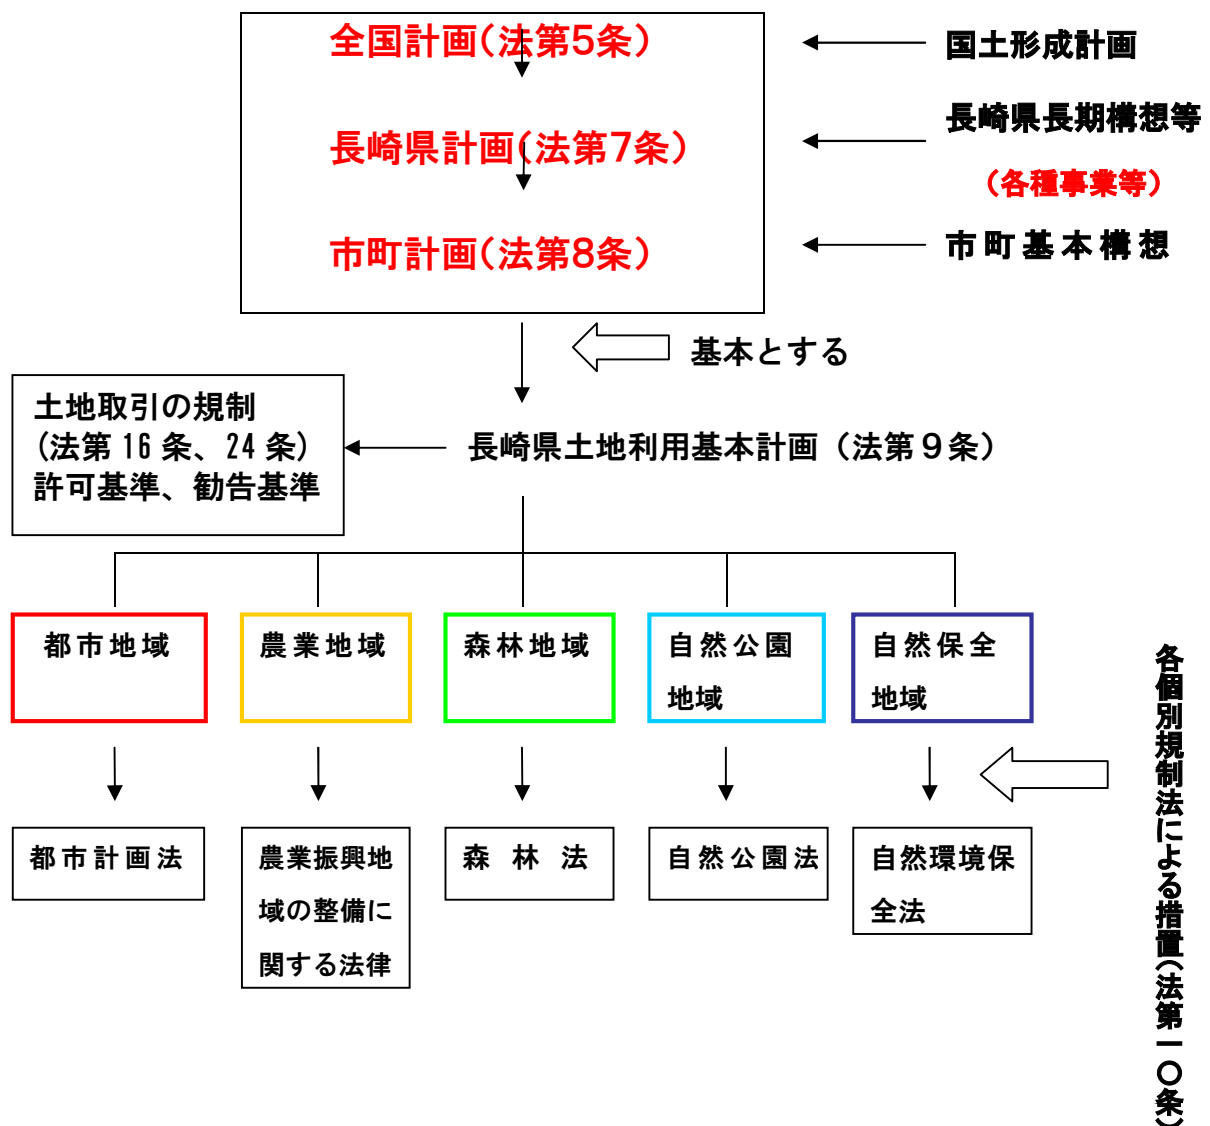 全国計画(法第5条)
国土形成計画
長崎県計画(法第7条)
長崎県長期構想等
(各種事業等)
市町計画(法第8条)
市町基本構想
基本とする
土地取引の規制
(法第16条、24条)
許可基準、勧告基準
長崎県土地利用基本計画(法第9条)
都市地域
農業地域
森林地域
自然公園
地域
自然保全
地域
都市計画法
農業振興地
域の整備に
関する法律
森林法
自然公園法
自然環境保
全法
各個別規制法による措置(法第一〇条)